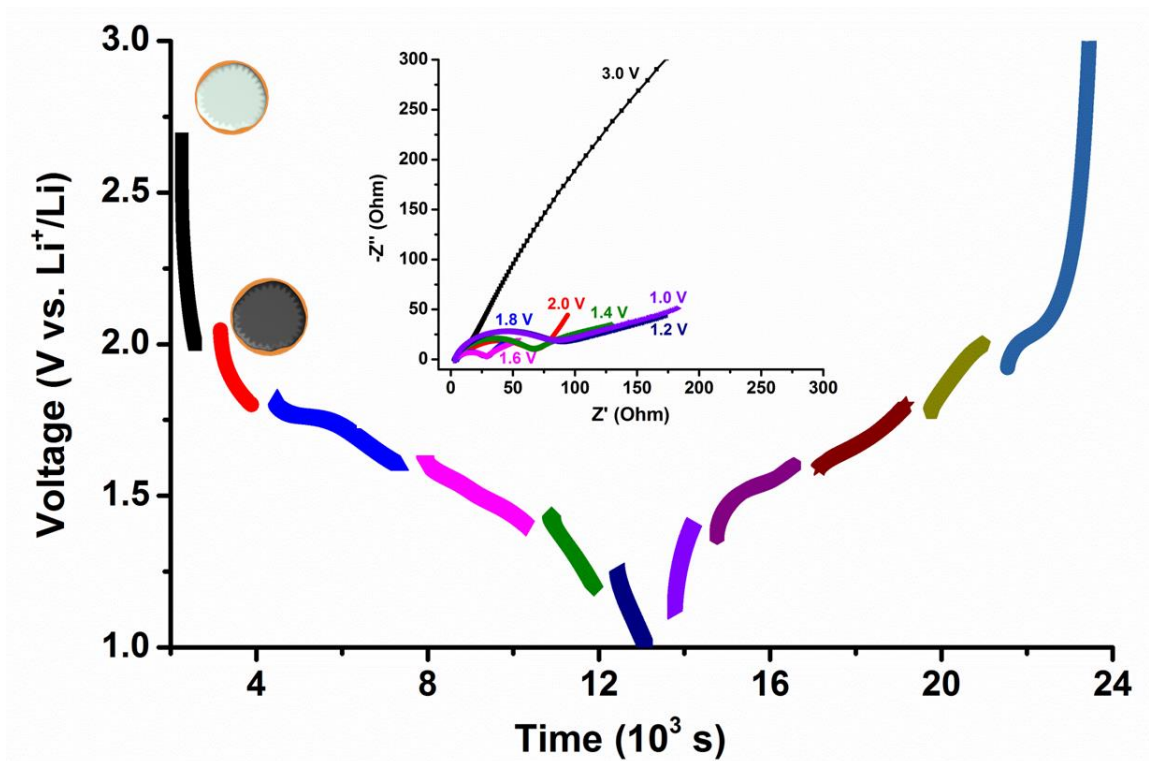 3.0
2.5
2.0
1.5
1.0
Voltage (V vs. Li⁺/Li)
4
8
12
16
20
24
Time (10³ s)
300
250
200
150
100
50
0
-Z'' (Ohm)
0
50
100
150
200
250
300
Z' (Ohm)
3.0 V
1.8 V
2.0 V
1.4 V
1.0 V
1.2 V
1.6 V